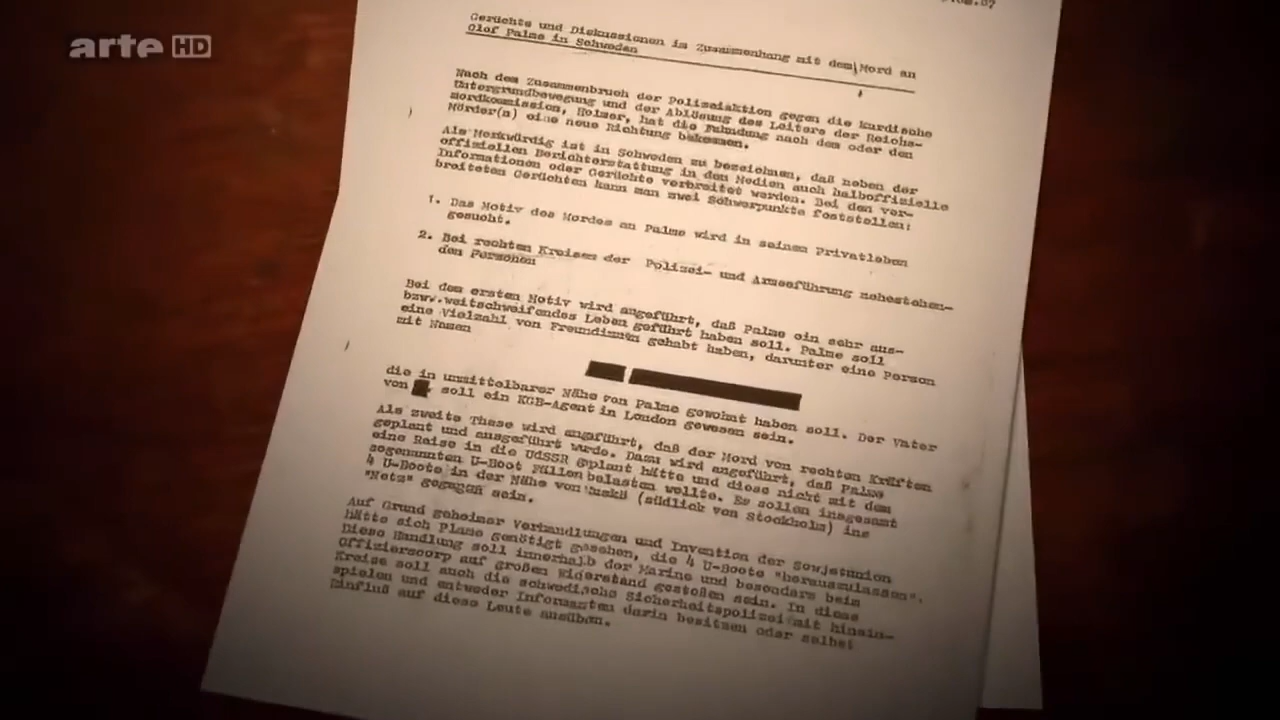 arte HD
Gerüchte und Diskussionen im Zusammenhang mit dem Mord an
Olof Palme in Schweden
Nach dem Zusammenbruch der Polizeiaktion gegen die kurdische
Untergrundbewegung und der Ablösung des Leiters der Reichs-
mordkommission, Holmer, hat die Fahndung nach dem oder den
Mörder(n) eine neue Richtung bekommen.
Als Merkwürdig ist in Schweden zu bezeichnen, daß neben der
offiziellen Berichterstattung in den Medien auch halboffizielle
Informationen oder Gerüchte verbreitet werden. Bei den ver-
breiteten Gerüchten kann man zwei Schwerpunkte feststellen:
1. Das Motiv des Mordes an Palme wird in seinen Privatleben
gesucht.
2. Bei rechten Kreisen der Polizei- und Armeeführung nahestehen-
den Personen
Bei dem ersten Motiv wird angeführt, daß Palme ein sehr aus-
bzw. weitschweifendes Leben geführt haben soll. Palme soll
eine Vielzahl von Freundinnen gehabt haben, darunter eine Person
mit Namen
die in unmittelbarer Nähe von Palme gewohnt haben soll. Der Vater
von soll ein KGB-Agent in London gewesen sein.
Als zweite These wird angführt, daß der Mord von rechten Kräften
geplant und ausgeführt wurde. Dazu wird angeführt, daß Palme
eine Reise in die UdSSR geplant hätte und diese nicht mit dem
sogenannten U-Boot Fällen belasten wollte. Es sollen insgesamt
4 U-Boote in der Nähe von Muskö (südlich von Stockholm) ins
"Netz" gegangen sein.
Auf Grund geheimer Verhandlungen und Invention der Sowjetunion
hätte sich Plame genötigt gesehen, die 4 U-Boote "herauszulassen".
Diese Handlung soll innerhalb der Marine und besonders beim
Offizierscorp auf großen Widerstand gestoßen sein. In diese
Kreise soll auch die schwedische Sicherheitspolizei mit hinein-
spielen und entweder Informanten darin besitzen oder selbst
Einfluß auf diese Leute ausüben.